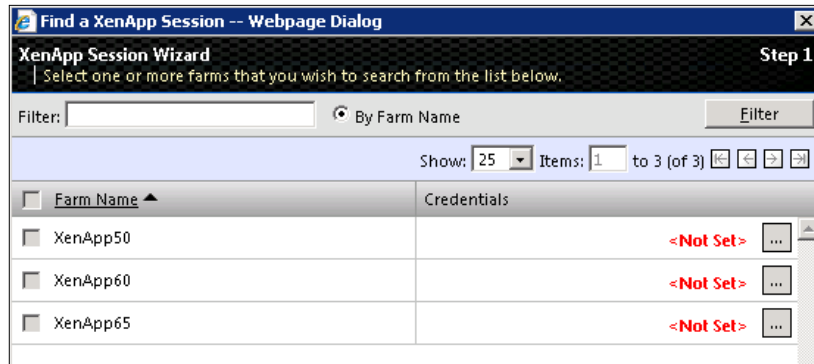 Find a XenApp Session -- Webpage Dialog
XenApp Session Wizard Step 1
Select one or more farms that you wish to search from the list below.
Filter: By Farm Name Filter
Show: 25 Items: 1 to 3 (of 3)
Farm Name Credentials
XenApp50 <Not Set> ...
XenApp60 <Not Set> ...
XenApp65 <Not Set> ...